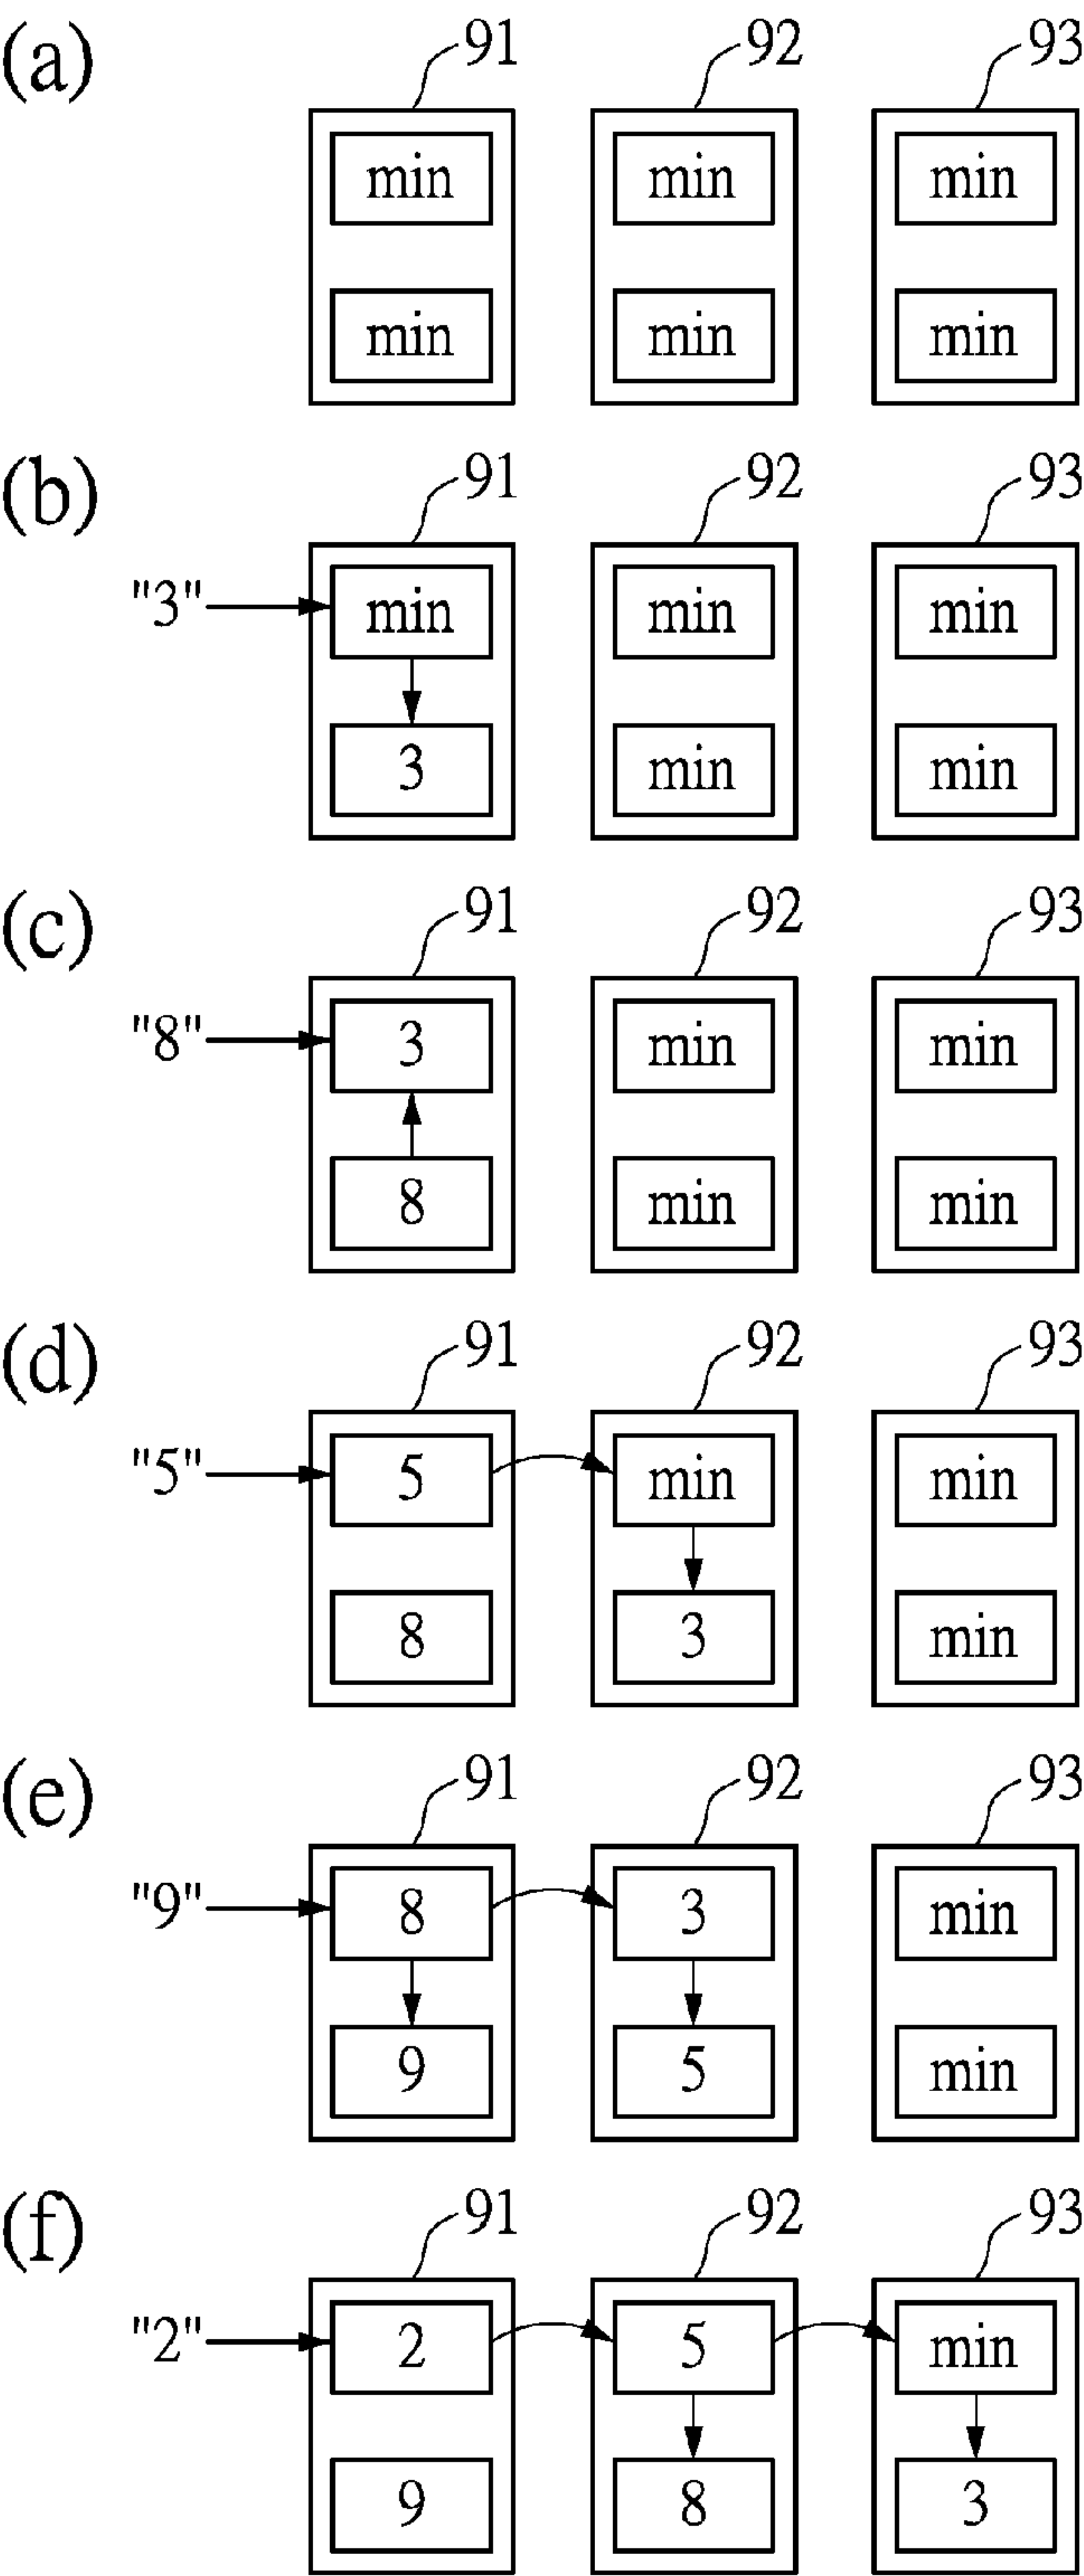 (a) 91 92 93
min min min
min min min
(b) 91 92 93
"3" min min min
3 min min
(c) 91 92 93
"8" 3 min min
8 min min
(d) 91 92 93
"5" 5 min min
8 3 min
(e) 91 92 93
"9" 8 3 min
9 5 min
(f) 91 92 93
"2" 2 5 min
9 8 3